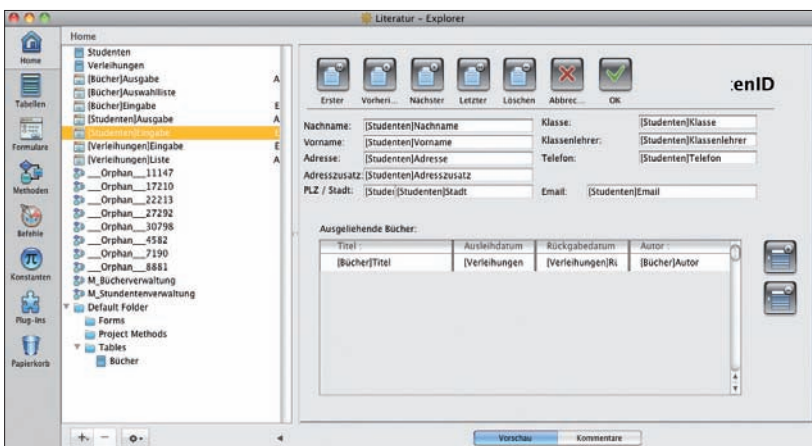 Literatur – Explorer
Home
Home
Tabellen
Formulare
Methoden
Befehle
Konstanten
Plug-Ins
Papierkorb
Studenten
Verleihungen
[Bücher]Ausgabe A
[Bücher]Auswahlliste
[Bücher]Eingabe E
[Studenten]Ausgabe A
[Studenten]Eingabe E
[Verleihungen]Eingabe E
[Verleihungen]Liste A
__Orphan__11147
__Orphan__17210
__Orphan__22213
__Orphan__27292
__Orphan__30798
__Orphan__4582
__Orphan__7190
__Orphan__8881
M_Bücherverwaltung
M_Stundentenverwaltung
Default Folder
Forms
Project Methods
Tables
Bücher
Erster Vorheri... Nächster Letzter Löschen Abbrec... OK
:enID
Nachname: [Studenten]Nachname
Vorname: [Studenten]Vorname
Adresse: [Studenten]Adresse
Adresszusatz: [Studenten]Adresszusatz
PLZ / Stadt: [Studei [Studenten]Stadt
Klasse: [Studenten]Klasse
Klassenlehrer: [Studenten]Klassenlehrer
Telefon: [Studenten]Telefon
Email: [Studenten]Email
Ausgeliehende Bücher:
Titel : Ausleihdatum Rückgabedatum Autor :
[Bücher]Titel [Verleihungen [Verleihungen]Rü [Bücher]Autor
Vorschau Kommentare